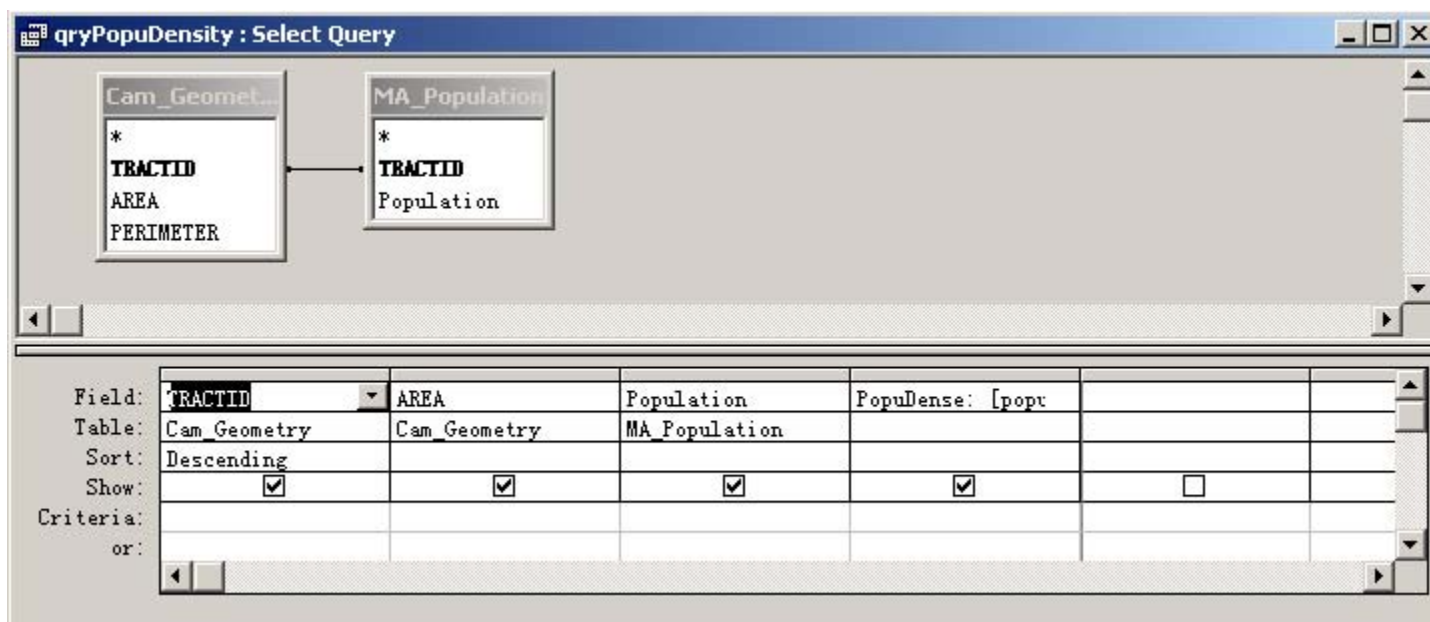 qryPopuDensity : Select Query
Cam_Geomet... MA_Population
* *
TRACTID TRACTID
AREA Population
PERIMETER
Field: TRACTID AREA Population PopuDense: [popu
Table: Cam_Geometry Cam_Geometry MA_Population
Sort: Descending
Show:
Criteria:
or: